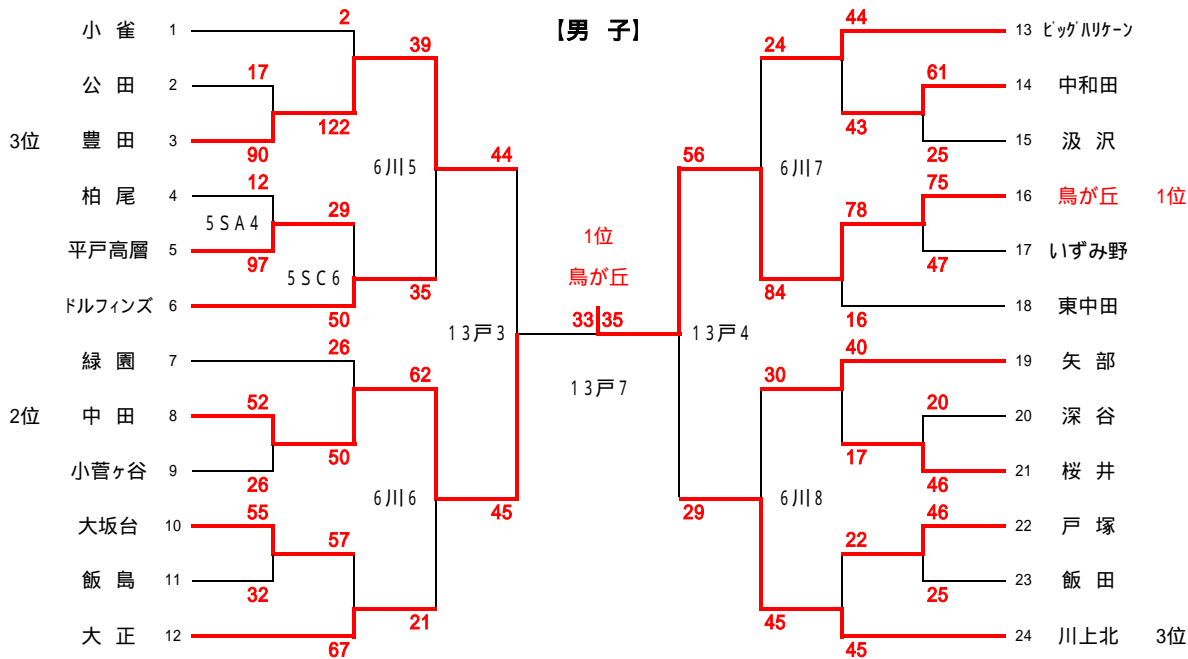 【男 子】
小 雀 1
2
17
公 田 2
39
122
3位 豊 田 3
90
6川5
44
12
柏 尾 4
5SA4
29
平戸高層 5
97
5SC6
35
ドルフィンズ 6
50
13戸3
緑 園 7
26
62
52
2位 中 田 8
50
小菅ヶ谷 9
26
6川6
45
55
大坂台 10
57
飯 島 11
32
21
大 正 12
67
1位
鳥が丘
33 35
13戸7
44
13 ビッグハリケーン
24
61
14 中和田
43
15 汲 沢
25
56
6川7
75
16 鳥が丘 1位
78
17 いずみ野
47
84
18 東中田
16
13戸4
40
19 矢 部
30
20
20 深 谷
17
21 桜 井
46
6川8
29
46
22 戸 塚
22
23 飯 田
25
45
24 川上北 3位
45